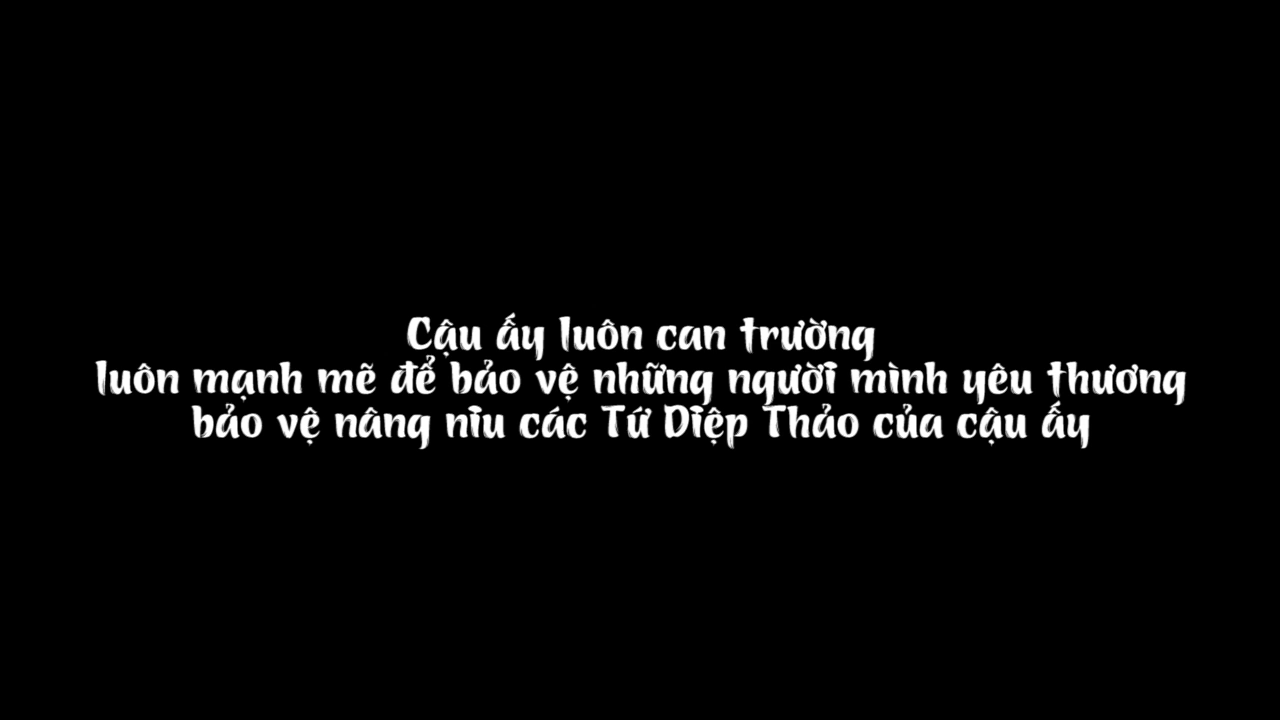 Cậu ấy luôn can trường
luôn mạnh mẽ để bảo vệ những người mình yêu thương
bảo vệ nâng niu các Tứ Diệp Thảo của cậu ấy